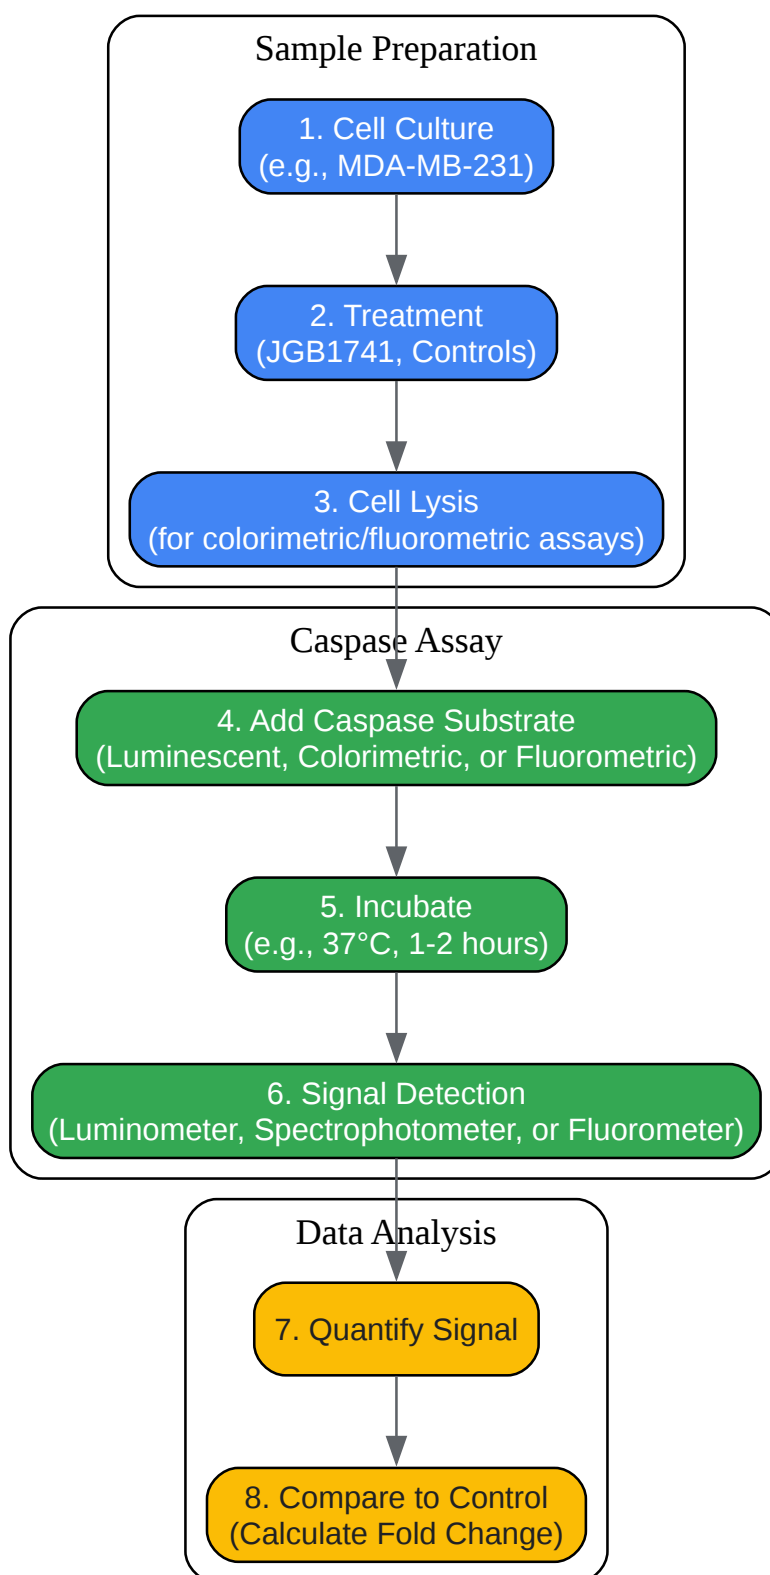 Sample Preparation
1. Cell Culture
(e.g., MDA-MB-231)
2. Treatment
(JGB1741, Controls)
3. Cell Lysis
(for colorimetric/fluorometric assays)
Caspase Assay
4. Add Caspase Substrate
(Luminescent, Colorimetric, or Fluorometric)
5. Incubate
(e.g., 37°C, 1-2 hours)
6. Signal Detection
(Luminometer, Spectrophotometer, or Fluorometer)
Data Analysis
7. Quantify Signal
8. Compare to Control
(Calculate Fold Change)